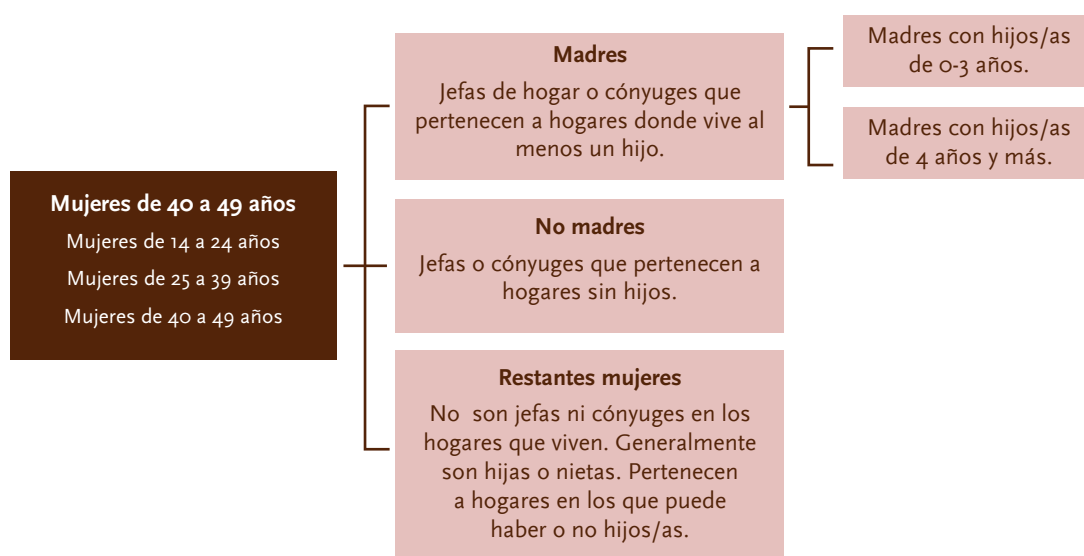 Mujeres de 40 a 49 años
Mujeres de 14 a 24 años
Mujeres de 25 a 39 años
Mujeres de 40 a 49 años
Madres
Jefas de hogar o cónyuges que
pertenecen a hogares donde vive al
menos un hijo.
Madres con hijos/as
de 0-3 años.
Madres con hijos/as
de 4 años y más.
No madres
Jefas o cónyuges que pertenecen a
hogares sin hijos.
Restantes mujeres
No son jefas ni cónyuges en los
hogares que viven. Generalmente
son hijas o nietas. Pertenecen
a hogares en los que puede
haber o no hijos/as.